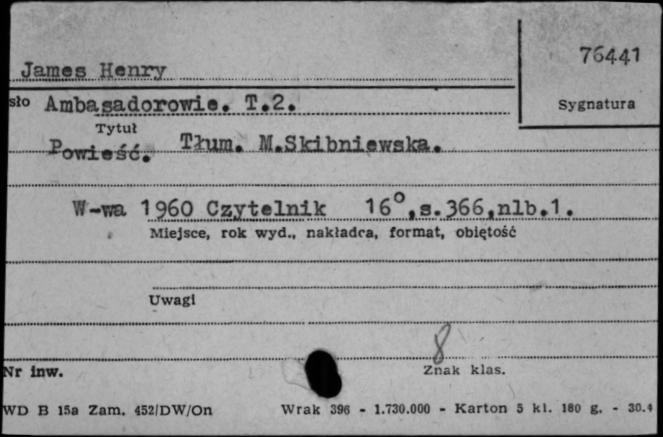 76441
James Henry
Sygnatura
sło Ambasadorowie. T.2.
Tytuł
Powieść. Tłum. M.Skibniewska.
W-wa 1960 Czytelnik 16°,s.366,nlb.1.
Miejsce, rok wyd., nakładca, format, obiętość
Uwagi
8
Nr inw.
Znak klas.
WD B 15a Zam. 452/DW/On Wrak 396 - 1.730.000 - Karton 5 kl. 180 g. - 30.4